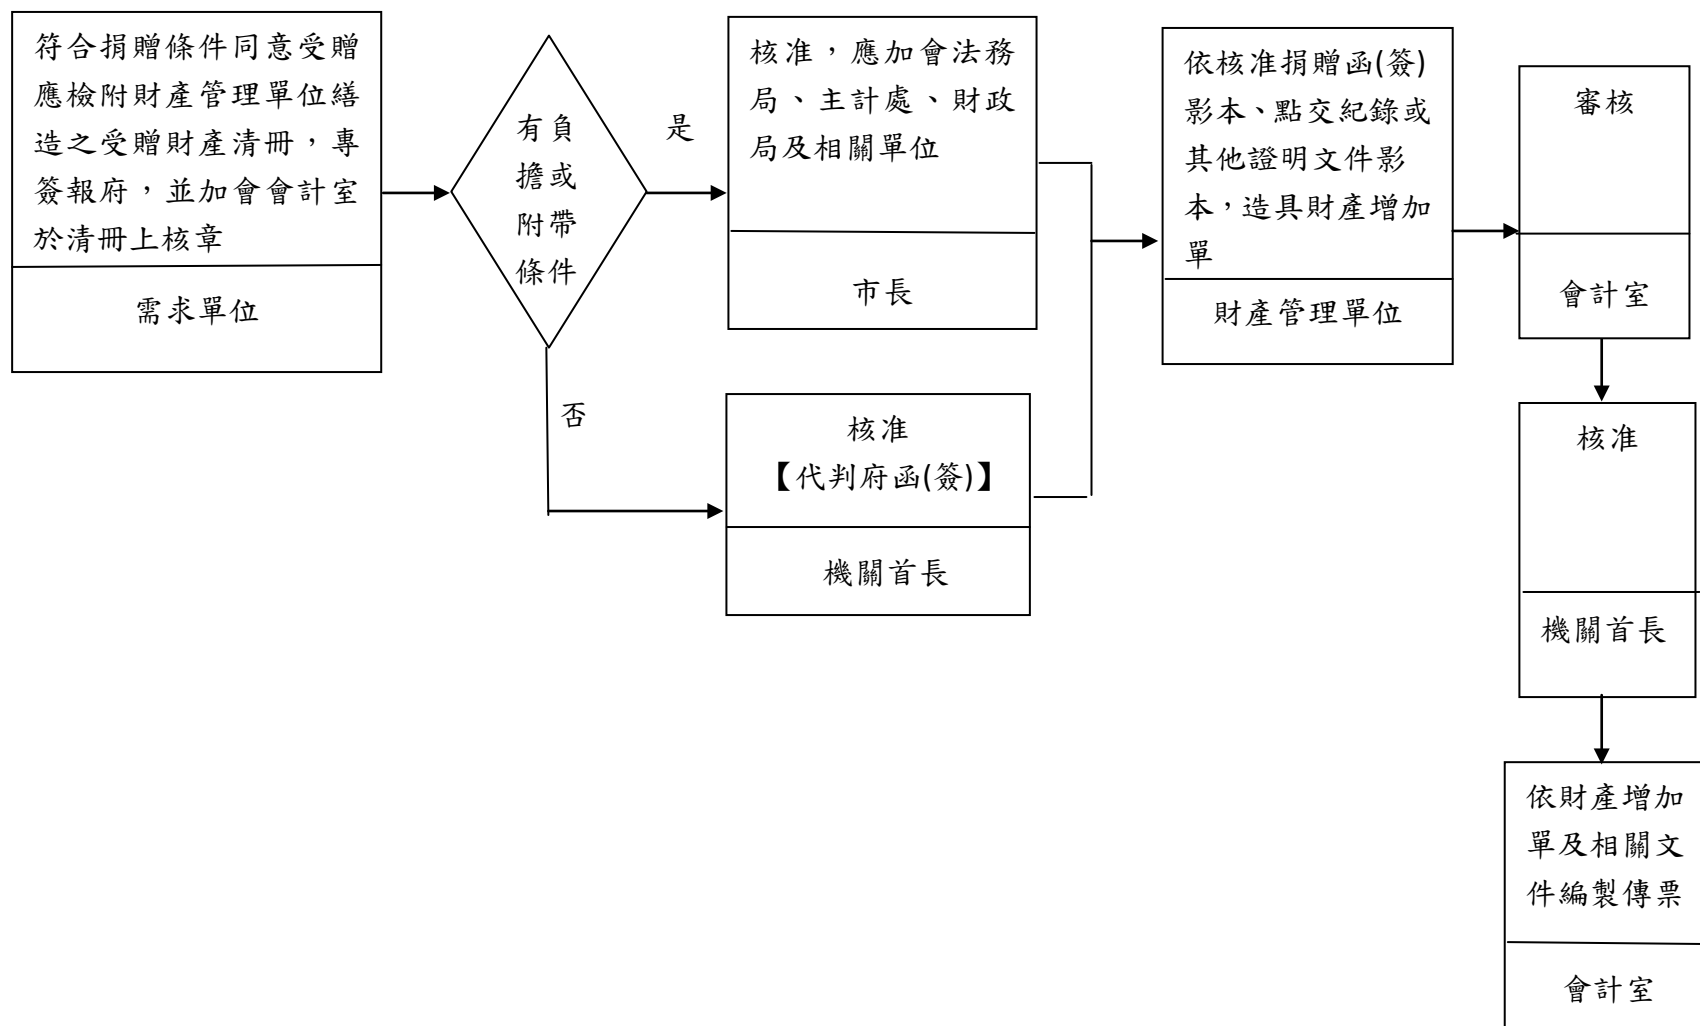 符合捐贈條件同意受贈
應檢附財產管理單位繕
造之受贈財產清冊，專
簽報府，並加會會計室
於清冊上核章
需求單位
有負
擔或
附帶
條件
是
否
核准，應加會法務
局、主計處、財政
局及相關單位
市長
核准
【代判府函(簽)】
機關首長
依核准捐贈函(簽)
影本、點交紀錄或
其他證明文件影
本，造具財產增加
單
財產管理單位
審核
會計室
核准
機關首長
依財產增加
單及相關文
件編製傳票
會計室